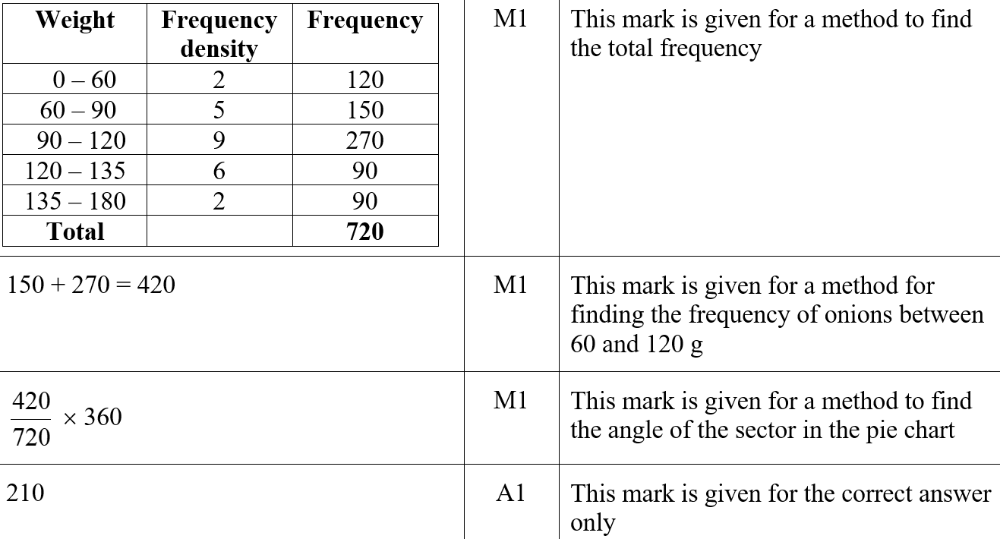 Weight Frequency density Frequency
0 – 60 2 120
60 – 90 5 150
90 – 120 9 270
120 – 135 6 90
135 – 180 2 90
Total 720
M1
This mark is given for a method to find
the total frequency
150 + 270 = 420
M1
This mark is given for a method for
finding the frequency of onions between
60 and 120 g
420
720
× 360
M1
This mark is given for a method to find
the angle of the sector in the pie chart
210
A1
This mark is given for the correct answer
only